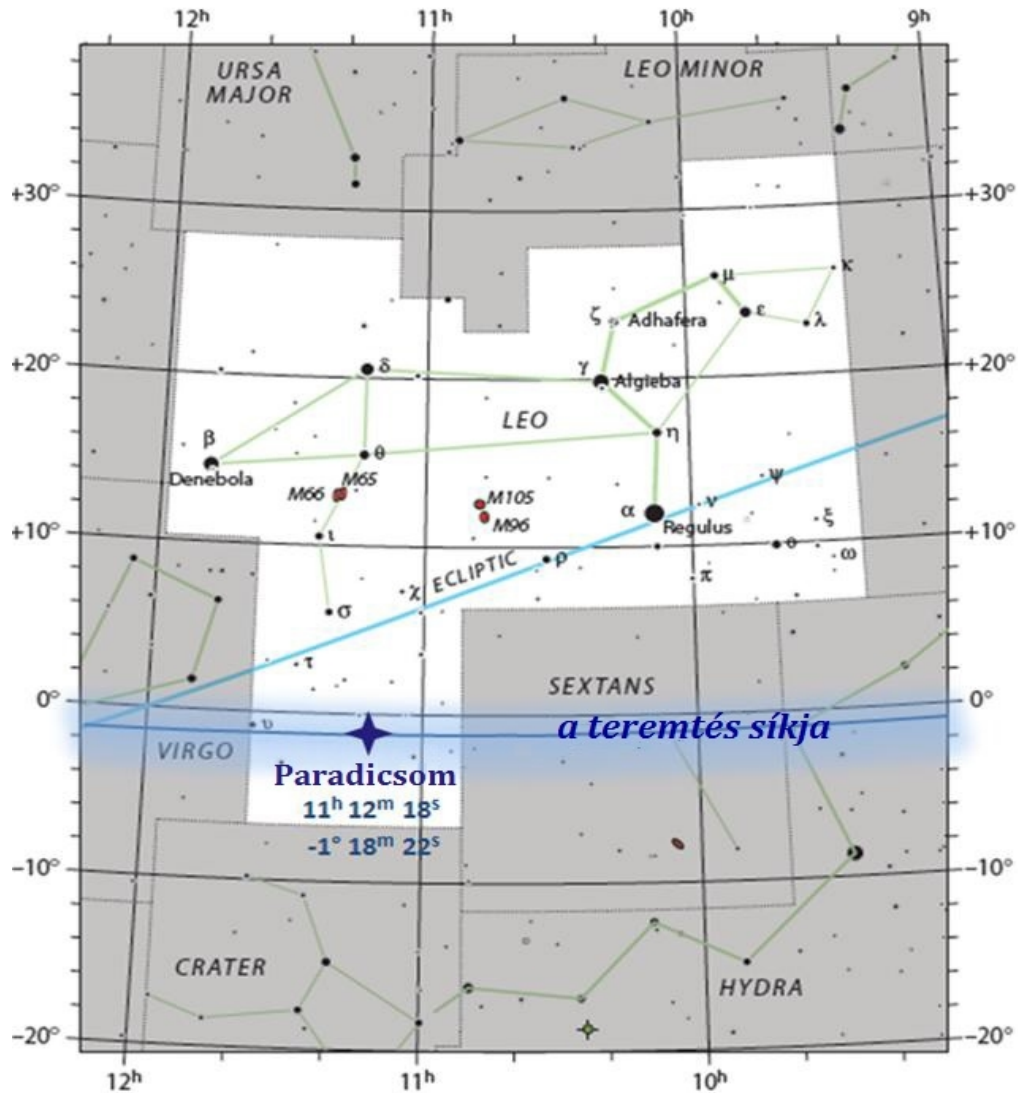 12ʰ 11ʰ 10ʰ 9ʰ
URSA
MAJOR
LEO MINOR
+30° +30°
μ κ
ζ Adhafera ε λ
+20° δ γ Algieba +20°
LEO η
β θ
Denebola
M66 M65
M105
M96
ψ
ν
α Regulus
ξ
+10° ι ο +10°
ECLIPTIC ρ ω
χ π
σ
τ
SEXTANS
0° 0°
υ
VIRGO
a teremtés síkja
Paradicsom
11ʰ 12ᵐ 18ˢ
-1° 18ᵐ 22ˢ
–10° –10°
CRATER
HYDRA
–20° –20°
12ʰ 11ʰ 10ʰ